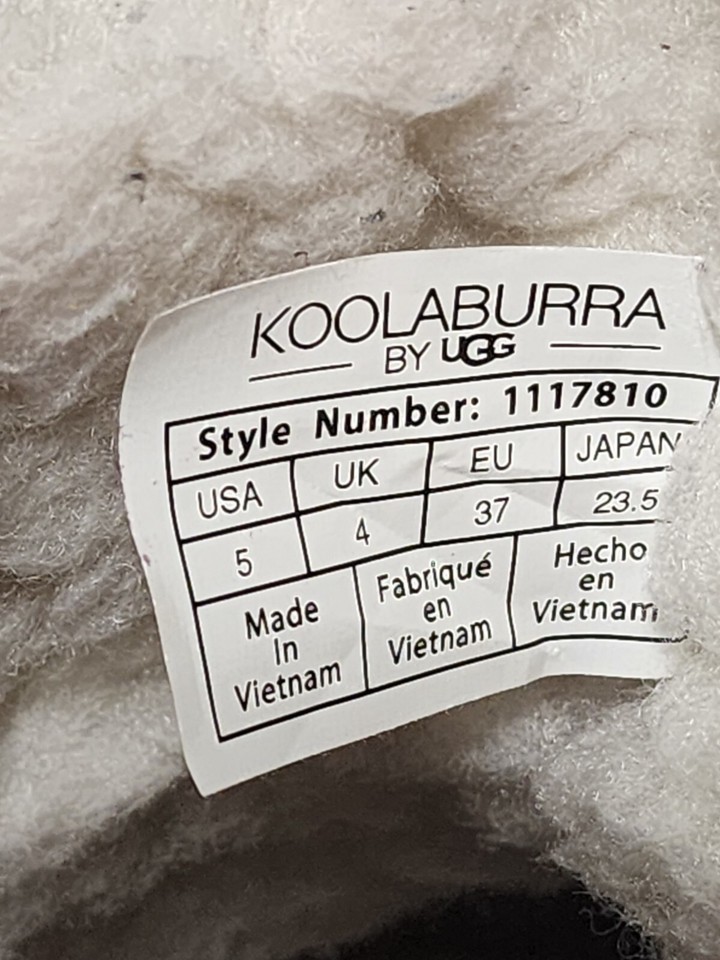 KOOLABURRA
BY UGG
Style Number: 1117810
USA UK EU JAPAN
5 4 37 23.5
Made
In
Vietnam
Fabriqué
en
Vietnam
Hecho
en
Vietnam